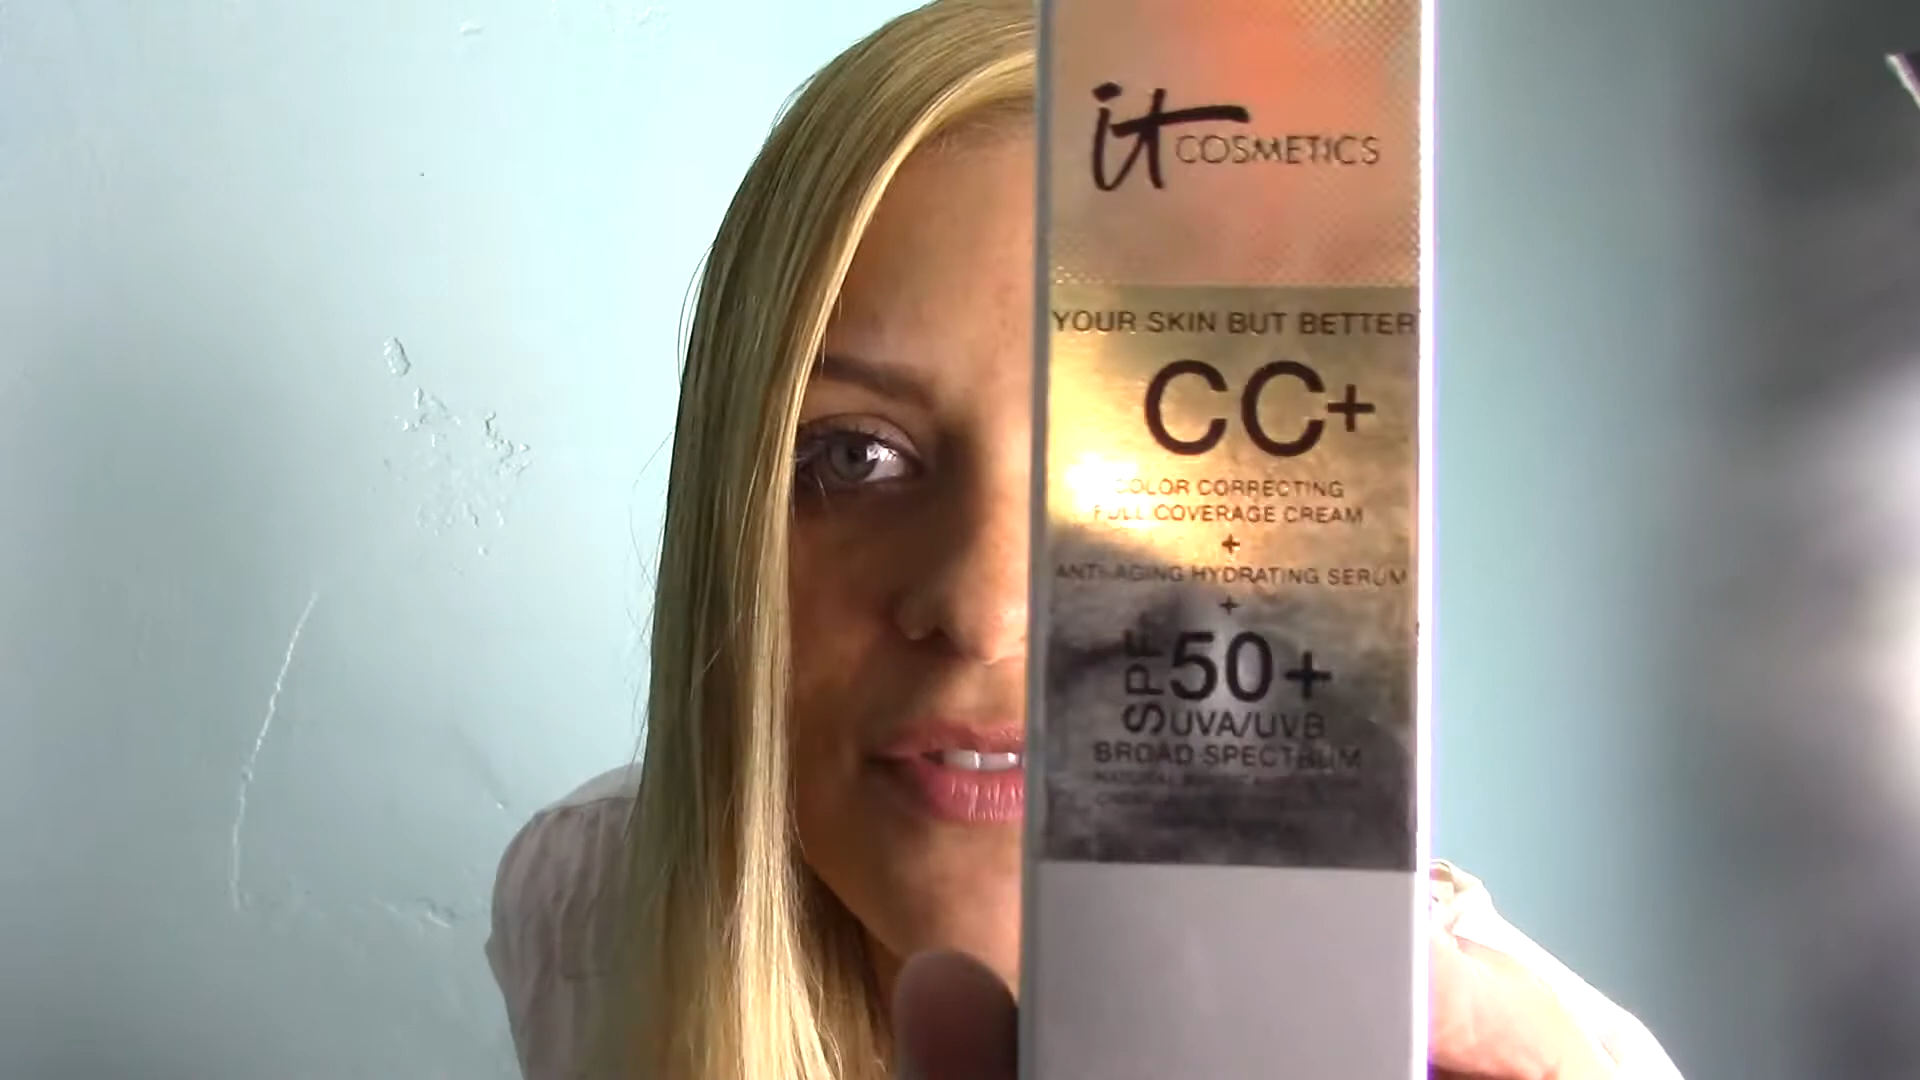 it COSMETICS
YOUR SKIN BUT BETTER
CC+
COLOR CORRECTING
FULL COVERAGE CREAM
+
ANTI-AGING HYDRATING SERUM
+
SPF 50+
UVA/UVB
BROAD SPECTRUM
NATURAL